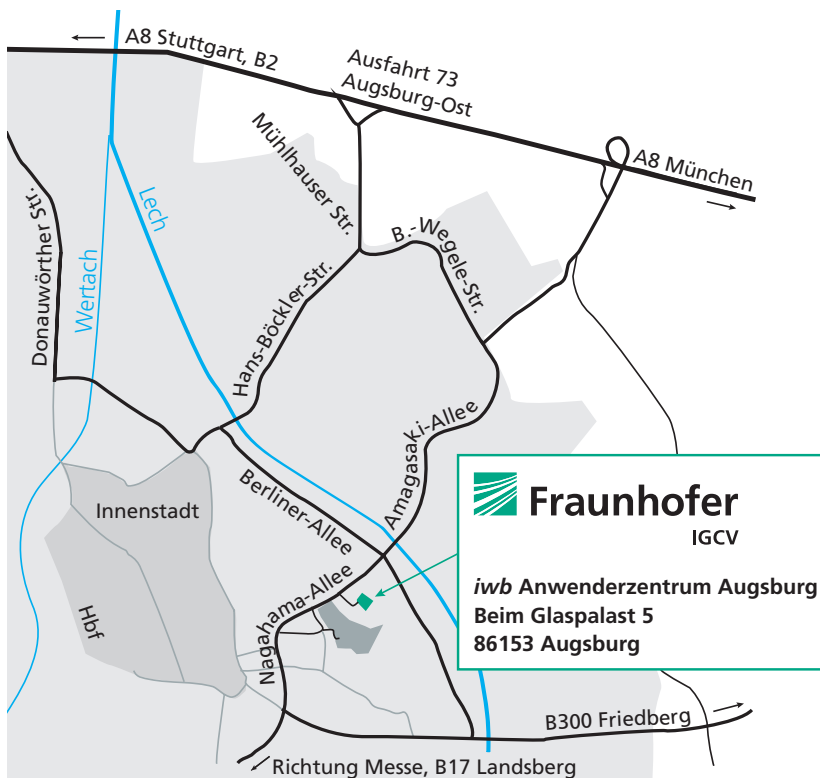 A8 Stuttgart, B2
Ausfahrt 73
Augsburg-Ost
A8 München
Mühlhauser Str.
Lech
B.-Wegele-Str.
Donauwörther Str.
Wertach
Hans-Böckler-Str.
Amagasaki-Allee
Berliner-Allee
Innenstadt
Hbf
Nagahama-Allee
Fraunhofer
IGCV
iwb Anwenderzentrum Augsburg
Beim Glaspalast 5
86153 Augsburg
B300 Friedberg
Richtung Messe, B17 Landsberg